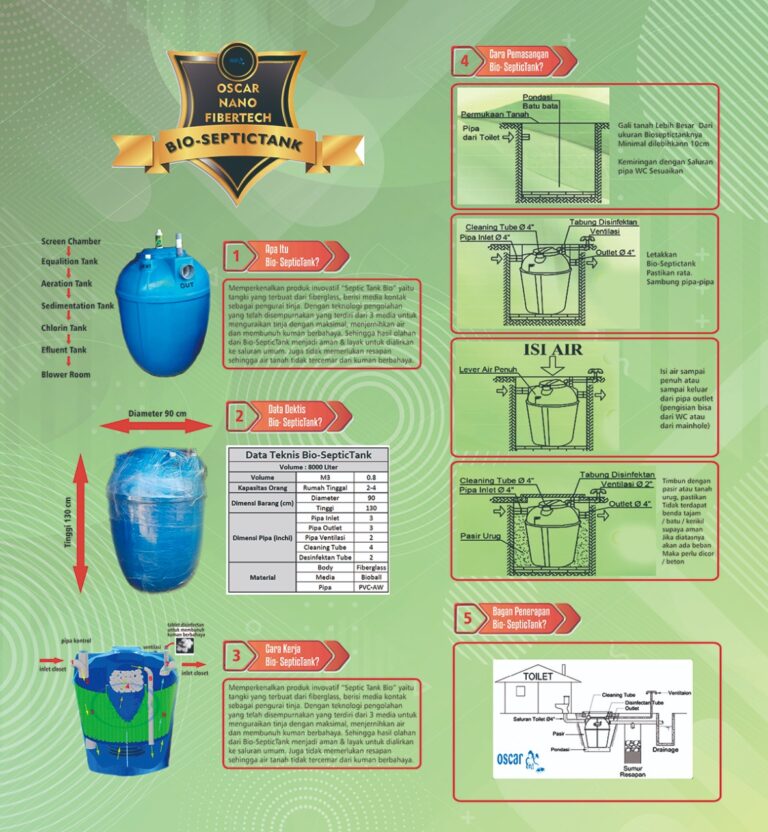 OSCAR
NANO
FIBERTECH
BIO-SEPTICTANK
Screen Chamber
Equalition Tank
Aeration Tank
Sedimentation Tank
Chlorin Tank
Efluent Tank
Blower Room
OUT
1
Apa Itu
Bio- SepticTank?
Memperkenalkan produk invovatif "Septic Tank Bio" yaitu
tangki yang terbuat dari fiberglass, berisi media kontak
sebagai pengurai tinja. Dengan teknologi pengolahan
yang telah disempurnakan yang terdiri dari 3 media untuk
menguraikan tinja dengan maksimal, menjernihkan air
dan membunuh kuman berbahaya. Sehingga hasil olahan
dari Bio-SepticTank menjadi aman & layak untuk dialirkan
ke saluran umum. Juga tidak memerlukan resapan
sehingga air tanah tidak tercemar dari kuman berbahaya.
Diameter 90 cm
Tinggi 130 cm
2
Data Dektis
Bio- SepticTank?
Data Teknis Bio-SepticTank
Volume : 8000 Liter
Volume M3 0.8
Kapasitas Orang Rumah Tinggal 2-4
Dimensi Barang (cm) Diameter 90
Tinggi 130
Dimensi Pipa (Inchi) Pipa Inlet 3
Pipa Outlet 3
Pipa Ventilasi 2
Cleaning Tube 4
Desinfektan Tube 2
Material Body Fiberglass
Media Bioball
Pipa PVC-AW
pipa kontrol
ventilasi
tablet disinfectan
untuk membunuh
kuman berbahaya
inlet closet
inlet closet
3
Cara Kerja
Bio- SepticTank?
Memperkenalkan produk invovatif "Septic Tank Bio" yaitu
tangki yang terbuat dari fiberglass, berisi media kontak
sebagai pengurai tinja. Dengan teknologi pengolahan
yang telah disempurnakan yang terdiri dari 3 media untuk
menguraikan tinja dengan maksimal, menjernihkan air
dan membunuh kuman berbahaya. Sehingga hasil olahan
dari Bio-SepticTank menjadi aman & layak untuk dialirkan
ke saluran umum. Juga tidak memerlukan resapan
sehingga air tanah tidak tercemar dari kuman berbahaya.
4
Cara Pemasangan
Bio- SepticTank?
Pondasi
Batu bata
Permukaan Tanah
Pipa
dari Toilet
Gali tanah Lebih Besar Dari
ukuran Bioseptictanknya
Minimal dilebihkann 10cm
Kemiringan dengan Saluran
pipa WC Sesuaikan
Cleaning Tube Ø 4"
Pipa Inlet Ø 4"
Tabung Disinfektan
Ventilasi
Outlet Ø 4"
Letakkan
Bio-Septictank
Pastikan rata.
Sambung pipa-pipa
ISI AIR
Lever Air Penuh
Isi air sampai
penuh atau
sampai keluar
dari pipa outlet
(pengisian bisa
dari WC atau
dari mainhole)
Cleaning Tube Ø 4"
Pipa Inlet Ø 4"
Tabung Disinfektan
Ventilasi Ø 2"
Outlet Ø 4"
Pasir Urug
Timbun dengan
pasir atau tanah
urug, pastikan
Tidak terdapat
benda tajam
/ batu / kerikil
supaya aman
Jika diatasnya
akan ada beban
Maka perlu dicor
/ beton
5
Bagan Penerapan
Bio- SepticTank?
TOILET
Cleaning Tube
Ventilaion
Disinfectan Tube
Outlet
Saluran Toilet Ø4"
Pasir
Pondasi
Drainage
Sumur
Resapan
oscar